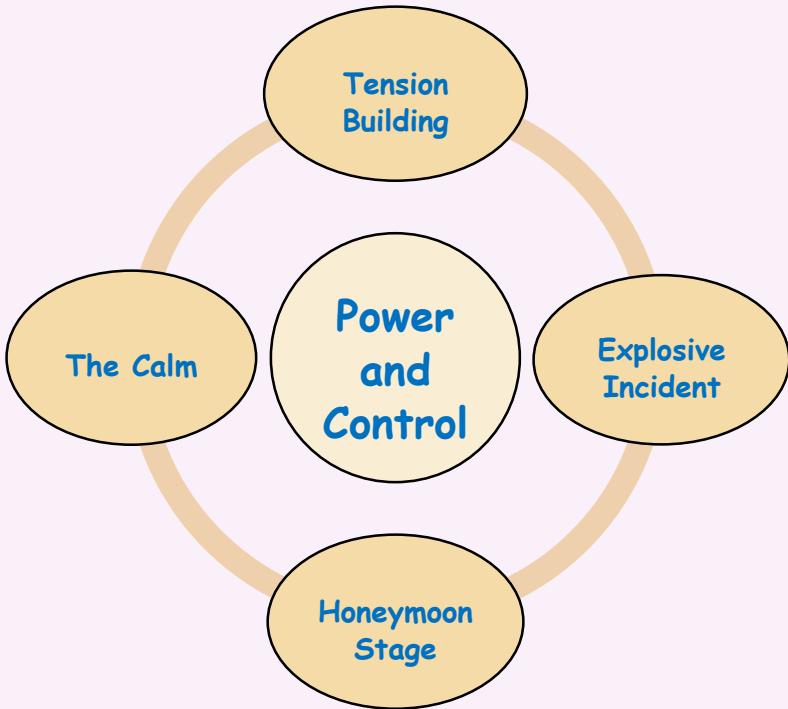 Tension
Building
Power
and
Control
The Calm
Explosive
Incident
Honeymoon
Stage